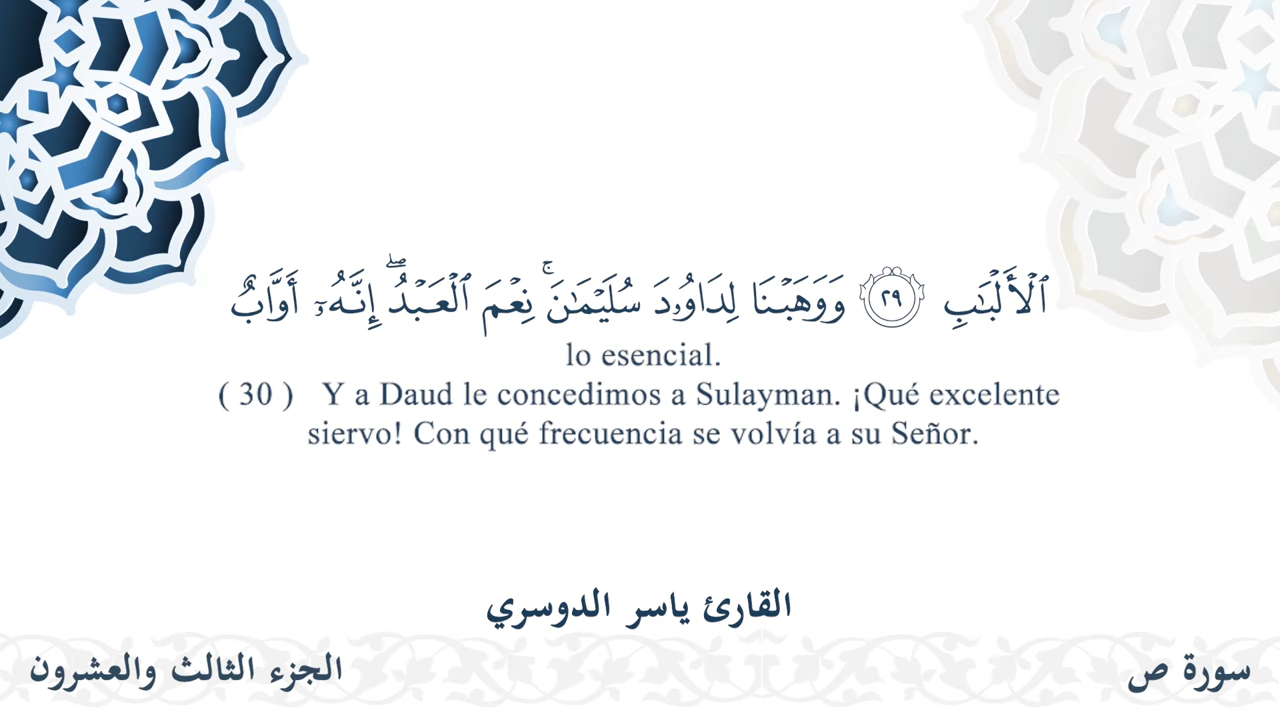 ٱلْأَلْبَٰبِ ٢٩ وَوَهَبْنَا لِدَاوُۥدَ سُلَيْمَٰنَ ۚ نِعْمَ ٱلْعَبْدُ ۖ إِنَّهُۥٓ أَوَّابٌ
lo esencial.
( 30 ) Y a Daud le concedimos a Sulayman. ¡Qué excelente
siervo! Con qué frecuencia se volvía a su Señor.
القارئ ياسر الدوسري
سورة ص
الجزء الثالث والعشرون